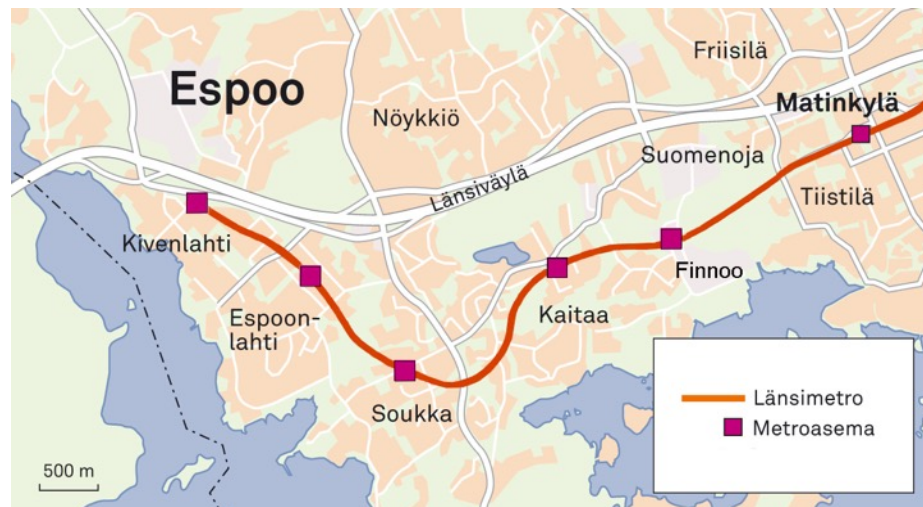 Friisilä
Espoo
Matinkylä
Nöykkiö
Suomenoja
Länsiväylä
Tiistilä
Kivenlahti
Finnoo
Espoon-
lahti
Kaitaa
Soukka
Länsimetro
Metroasema
500 m